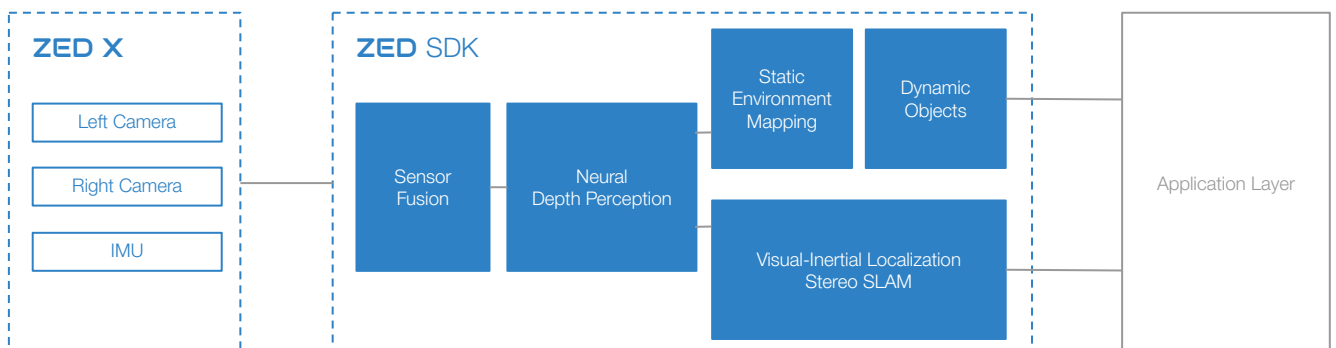 ZED X
Left Camera
Right Camera
IMU
ZED SDK
Sensor
Fusion
Neural
Depth Perception
Static
Environment
Mapping
Dynamic
Objects
Visual-Inertial Localization
Stereo SLAM
Application Layer